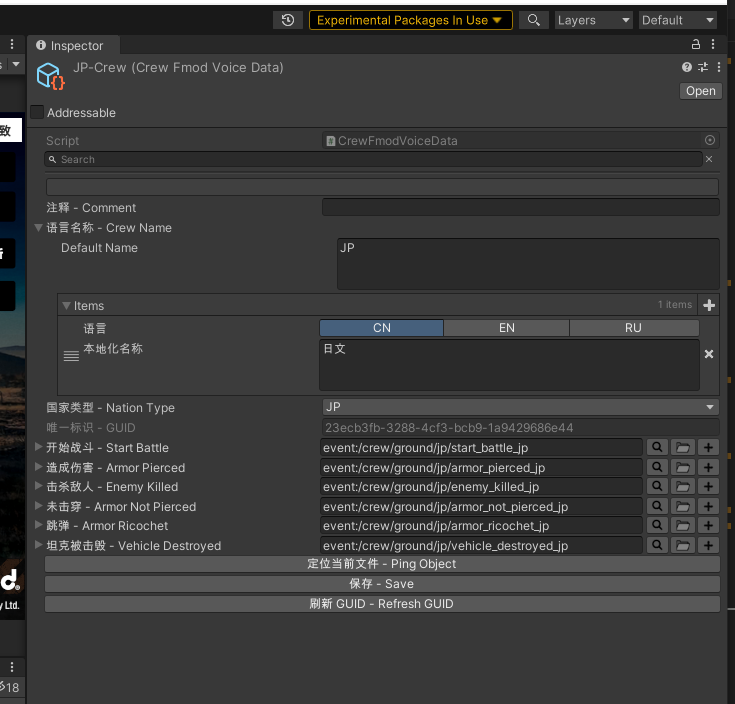 Experimental Packages In Use
Layers
Default
Inspector
JP-Crew (Crew Fmod Voice Data)
Open
Addressable
致
Script
CrewFmodVoiceData
Search
注释 - Comment
语言名称 - Crew Name
Default Name
JP
Items
1 items
语言
CN
EN
RU
本地化名称
日文
国家类型 - Nation Type
JP
唯一标识 - GUID
23ecb3fb-3288-4cf3-bcb9-1a9429686e44
开始战斗 - Start Battle
event:/crew/ground/jp/start_battle_jp
造成伤害 - Armor Pierced
event:/crew/ground/jp/armor_pierced_jp
击杀敌人 - Enemy Killed
event:/crew/ground/jp/enemy_killed_jp
未击穿 - Armor Not Pierced
event:/crew/ground/jp/armor_not_pierced_jp
跳弹 - Armor Ricochet
event:/crew/ground/jp/armor_ricochet_jp
坦克被击毁 - Vehicle Destroyed
event:/crew/ground/jp/vehicle_destroyed_jp
定位当前文件 - Ping Object
d.
保存 - Save
y Ltd.
刷新 GUID - Refresh GUID
18